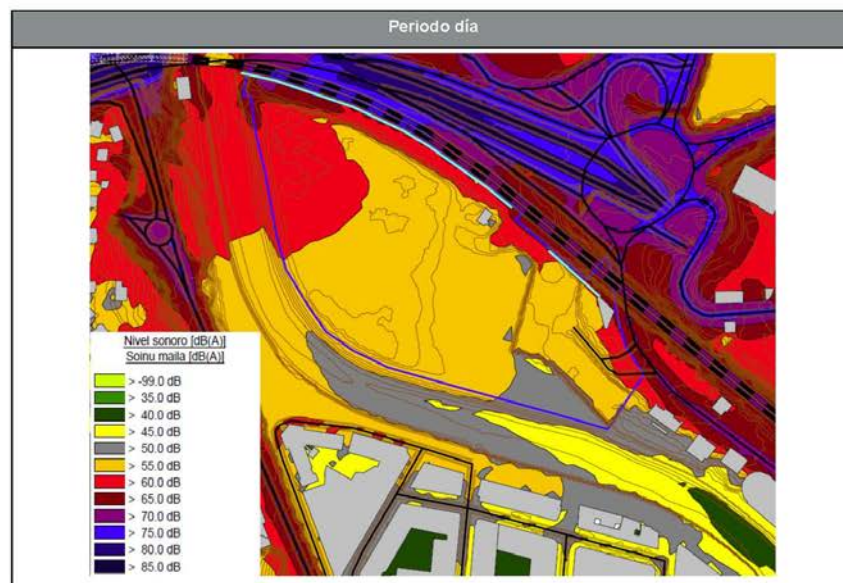 Periodo día
Nivel sonoro [dB(A)]
Soinu maila [dB(A)]
> -99.0 dB
> 35.0 dB
> 40.0 dB
> 45.0 dB
> 50.0 dB
> 55.0 dB
> 60.0 dB
> 65.0 dB
> 70.0 dB
> 75.0 dB
> 80.0 dB
> 85.0 dB